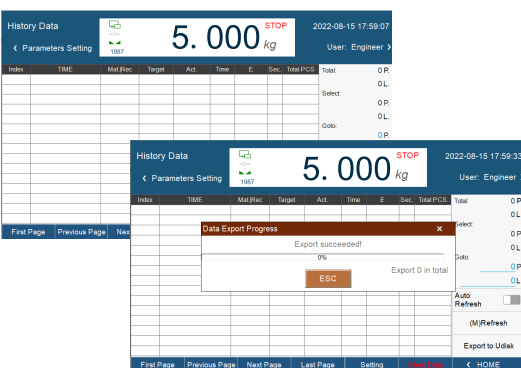 History Data
STOP
2022-08-15 17:59:07
5. 000 kg
‹ Parameters Setting
1987
User: Engineer ›
Index TIME Mat|Rec Target Act Time E Sec. Total PCS
Total: 0 P.
0 L.
Select:
0 P.
0 L.
Goto:
0 P.
First Page Previous Page Nex
History Data
STOP
2022-08-15 17:59:33
5. 000 kg
‹ Parameters Setting
1987
User: Engineer
Index TIME Mat|Rec Target Act Time E Sec. Total PCS
Total: 0 P
0 L
Select:
0 P
0 L
Goto:
0 P
0 L
Data Export Progress ×
Export succeeded!
0%
Export 0 in total
ESC
Auto
Refresh
(M)Refresh
Export to Udisk
First Page Previous Page Next Page Last Page Setting ‹ HOME